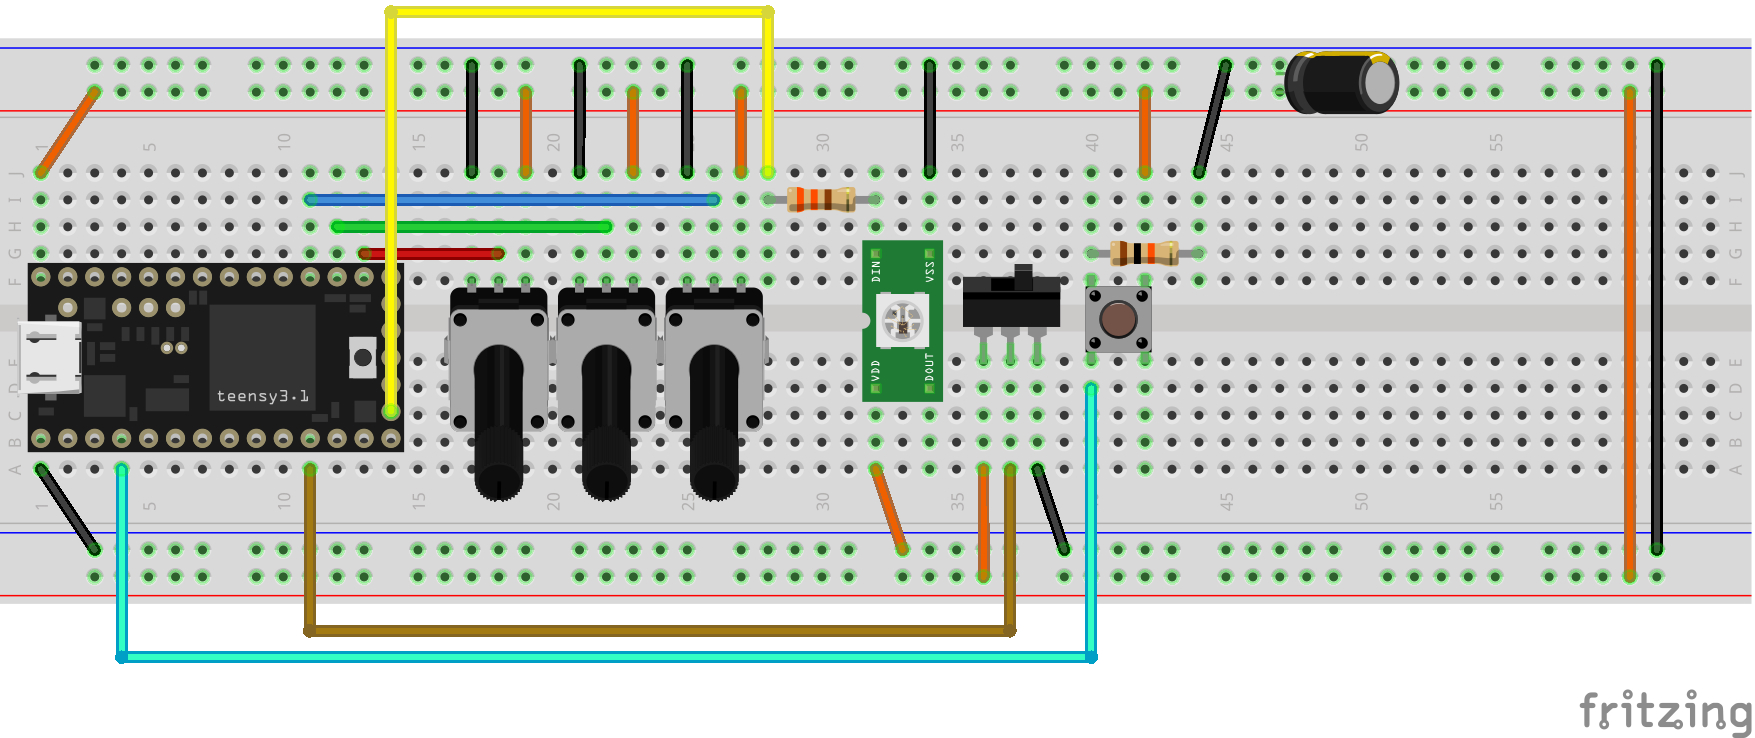 1 5 10 15 20 25 30 35 40 45 50 55
J J
I I
H H
G G
F F
DIN VSS
teensy3.1
VDD DOUT
E E
D D
C C
B B
A A
1 5 10 15 20 25 30 35 45 50 55
fritzing